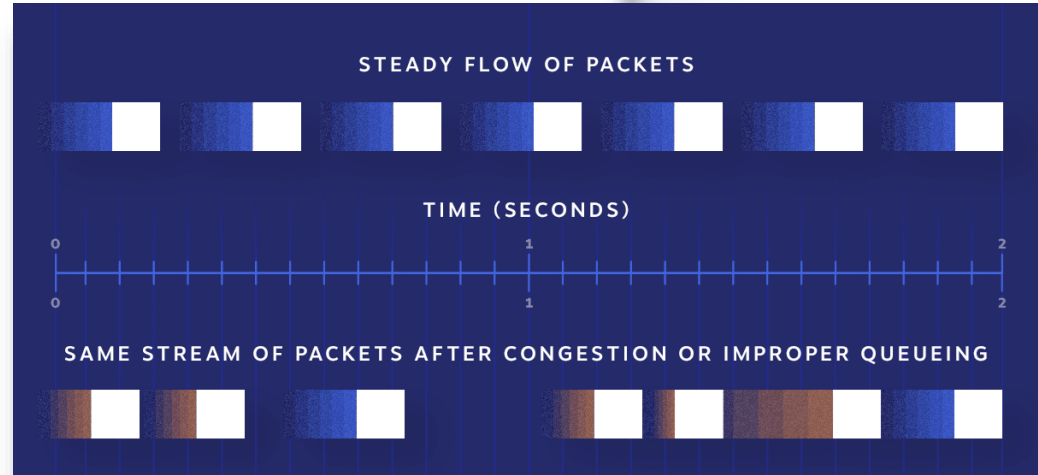 STEADY FLOW OF PACKETS
TIME (SECONDS)
0 1 2
0 1 2
SAME STREAM OF PACKETS AFTER CONGESTION OR IMPROPER QUEUEING